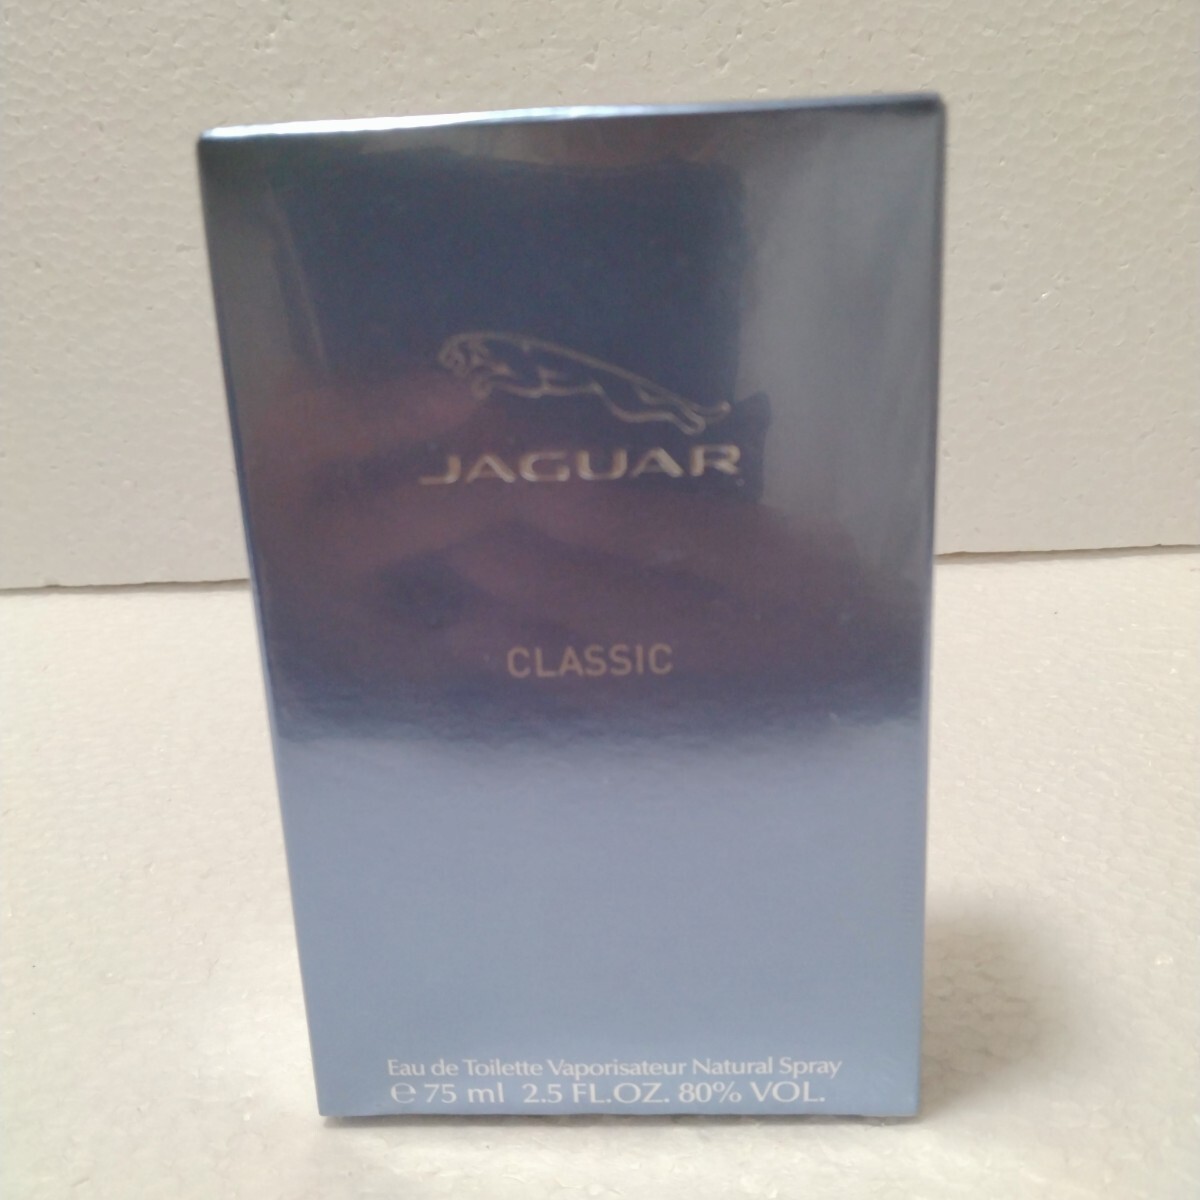 JAGUAR
CLASSIC
Eau de Toilette Vaporisateur Natural Spray
℮ 75 ml 2.5 FL.OZ. 80% VOL.